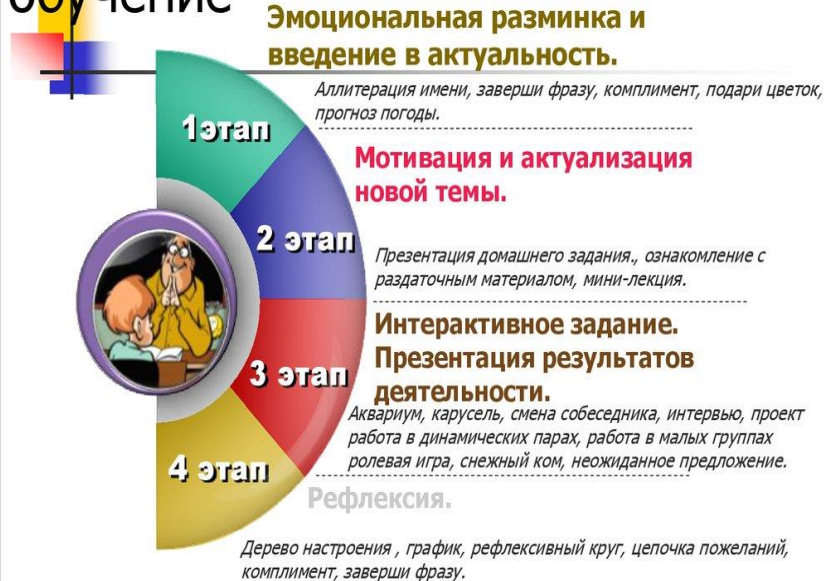 обучение
Эмоциональная разминка и
введение в актуальность.
Аллитерация имени, заверши фразу, комплимент, подари цветок,
прогноз погоды.
1этап
Мотивация и актуализация
новой темы.
2 этап
Презентация домашнего задания., ознакомление с
раздаточным материалом, мини-лекция.
Интерактивное задание.
Презентация результатов
деятельности.
3 этап
Аквариум, карусель, смена собеседника, интервью, проект
работа в динамических парах, работа в малых группах
ролевая игра, снежный ком, неожиданное предложение.
4 этап
Рефлексия.
Дерево настроения , график, рефлексивный круг, цепочка пожеланий,
комплимент, заверши фразу.